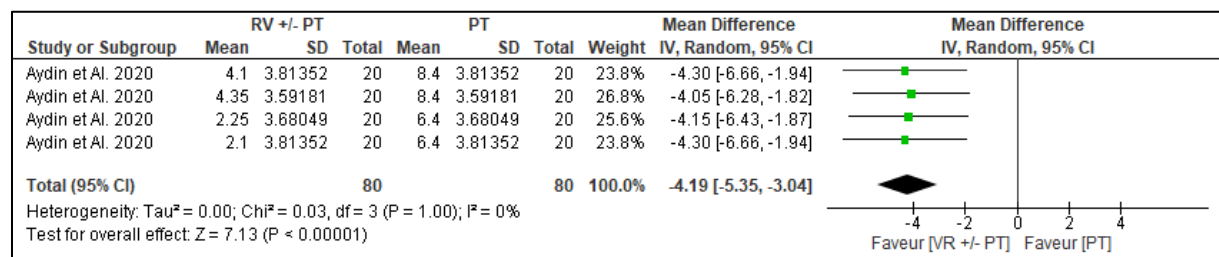 RV +/- PT PT Mean Difference Mean Difference
Study or Subgroup Mean SD Total Mean SD Total Weight IV, Random, 95% CI IV, Random, 95% CI
Aydin et Al. 2020 4.1 3.81352 20 8.4 3.81352 20 23.8% -4.30 [-6.66, -1.94]
Aydin et Al. 2020 4.35 3.59181 20 8.4 3.59181 20 26.8% -4.05 [-6.28, -1.82]
Aydin et Al. 2020 2.25 3.68049 20 6.4 3.68049 20 25.6% -4.15 [-6.43, -1.87]
Aydin et Al. 2020 2.1 3.81352 20 6.4 3.81352 20 23.8% -4.30 [-6.66, -1.94]
Total (95% CI) 80 80 100.0% -4.19 [-5.35, -3.04]
Heterogeneity: Tau² = 0.00; Chi² = 0.03, df = 3 (P = 1.00); I² = 0%
Test for overall effect: Z = 7.13 (P < 0.00001)
-4 -2 0 2 4
Faveur [VR +/- PT] Faveur [PT]